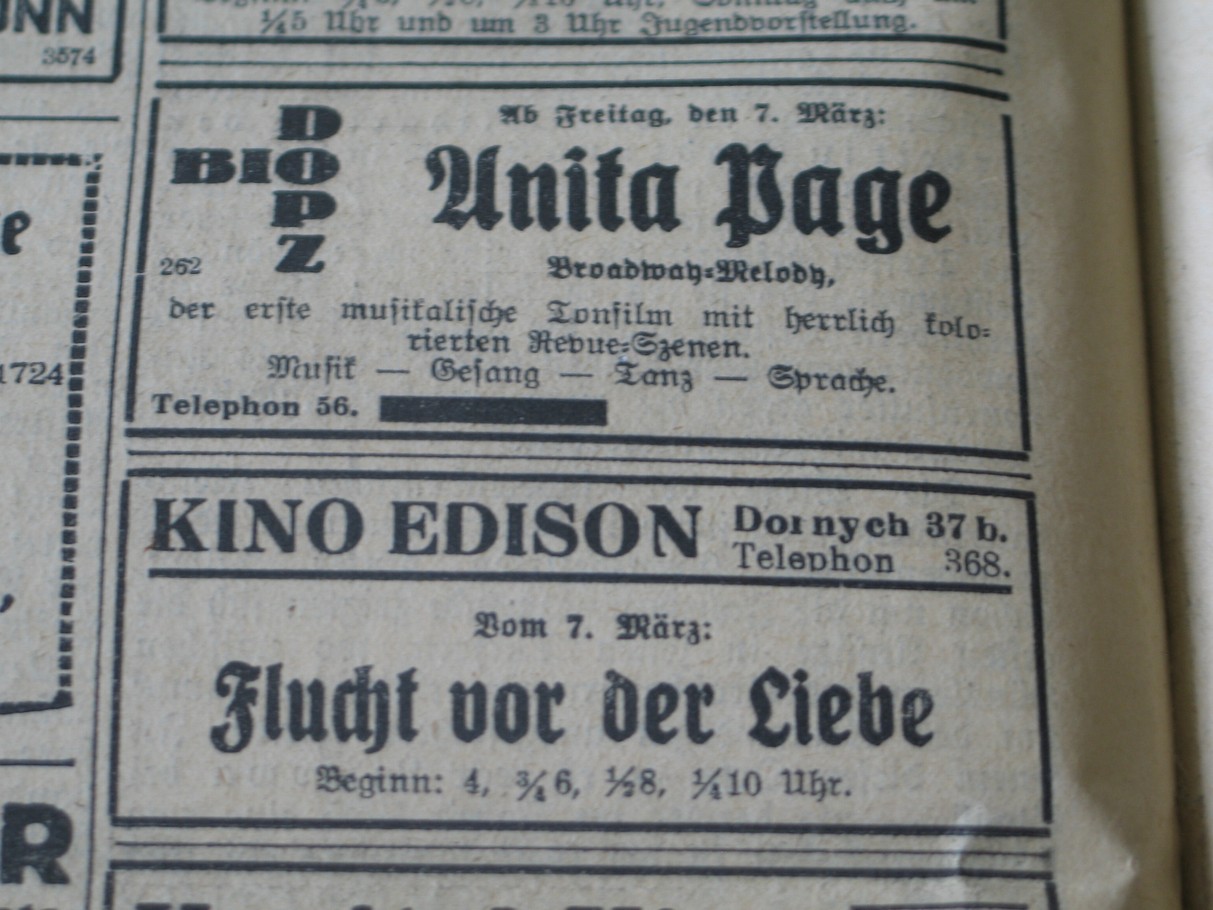 NN
3574
¼5 Uhr und um 3 Uhr Jugendvorstellung.
DOPZ
BIO
Ab Freitag, den 7. März:
Anita Page
262
Broadway=Melody,
der erste musikalische Tonfilm mit herrlich kolo=
rierten Revue=Szenen.
Musik — Gesang — Tanz — Sprache.
Telephon 56.
e
1724
KINO EDISON
Dornych 37 b.
Telephon 368.
Vom 7. März:
Flucht vor der Liebe
Beginn: 4, ¾6, ½8, ¼10 Uhr.
R